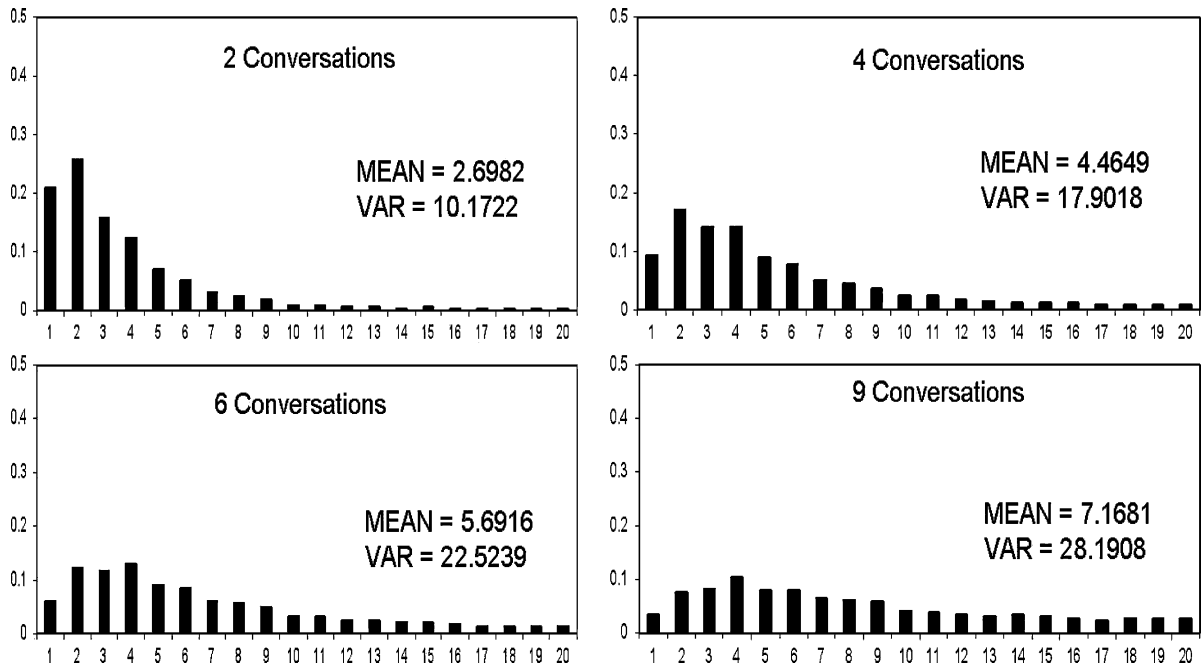 0.5
0.4
0.3
0.2
0.1
0
2 Conversations
MEAN = 2.6982
VAR = 10.1722
1 2 3 4 5 6 7 8 9 10 11 12 13 14 15 16 17 18 19 20
0.5
0.4
0.3
0.2
0.1
0
4 Conversations
MEAN = 4.4649
VAR = 17.9018
1 2 3 4 5 6 7 8 9 10 11 12 13 14 15 16 17 18 19 20
0.5
0.4
0.3
0.2
0.1
0
6 Conversations
MEAN = 5.6916
VAR = 22.5239
1 2 3 4 5 6 7 8 9 10 11 12 13 14 15 16 17 18 19 20
0.5
0.4
0.3
0.2
0.1
0
9 Conversations
MEAN = 7.1681
VAR = 28.1908
1 2 3 4 5 6 7 8 9 10 11 12 13 14 15 16 17 18 19 20